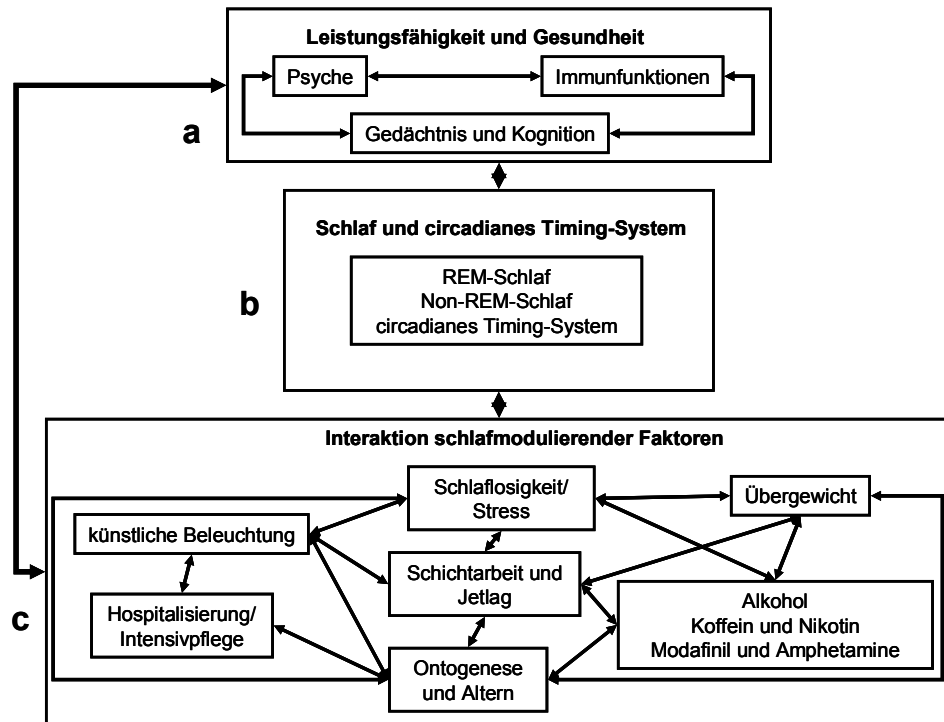 Leistungsfähigkeit und Gesundheit
Psyche
Immunfunktionen
Gedächtnis und Kognition
a
Schlaf und circadianes Timing-System
REM-Schlaf
Non-REM-Schlaf
circadianes Timing-System
b
Interaktion schlafmodulierender Faktoren
Schlaflosigkeit/
Stress
Übergewicht
künstliche Beleuchtung
Schichtarbeit und
Jetlag
Hospitalisierung/
Intensivpflege
Alkohol
Koffein und Nikotin
Modafinil und Amphetamine
Ontogenese
und Altern
c